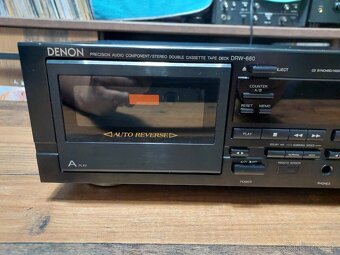 DENON PRECISION AUDIO COMPONENT/STEREO DOUBLE CASSETTE TAPE DECK DRW-660
EJECT
COUNTER
A/B
RESET MEMO
PLAY
AUTO REVERSE
A PLAY
POWER
PHONES